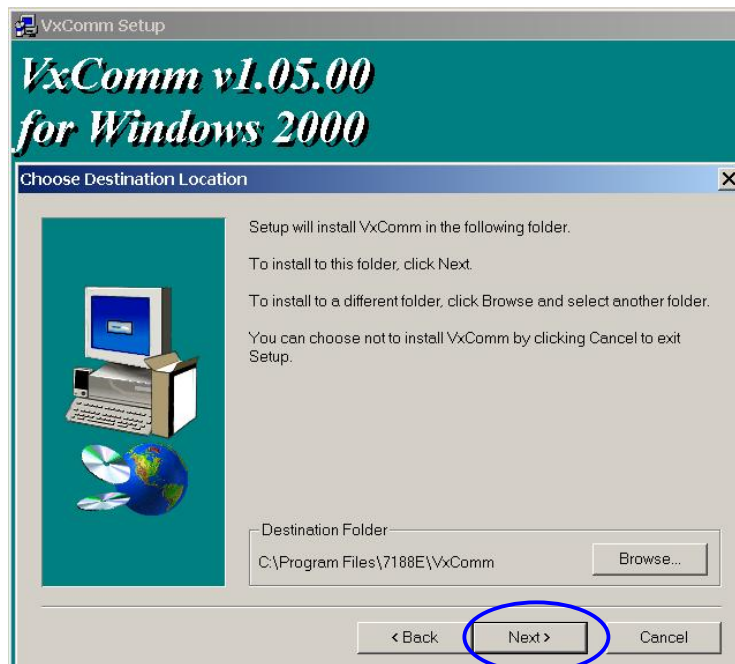 VxComm Setup
VxComm v1.05.00
for Windows 2000
Choose Destination Location
Setup will install VxComm in the following folder.
To install to this folder, click Next.
To install to a different folder, click Browse and select another folder.
You can choose not to install VxComm by clicking Cancel to exit
Setup.
Destination Folder
C:\Program Files\7188E\VxComm
Browse...
< Back
Next >
Cancel